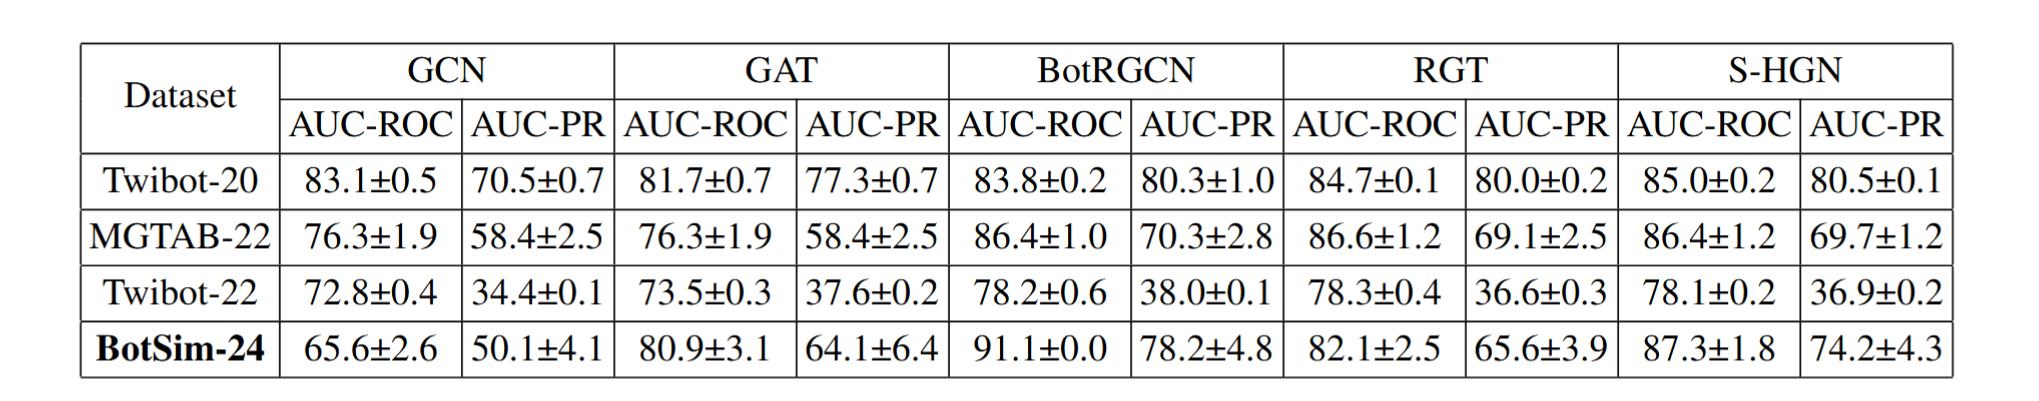 Dataset GCN GAT BotRGCN RGT S-HGN
AUC-ROC AUC-PR AUC-ROC AUC-PR AUC-ROC AUC-PR AUC-ROC AUC-PR AUC-ROC AUC-PR
Twibot-20 83.1±0.5 70.5±0.7 81.7±0.7 77.3±0.7 83.8±0.2 80.3±1.0 84.7±0.1 80.0±0.2 85.0±0.2 80.5±0.1
MGTAB-22 76.3±1.9 58.4±2.5 76.3±1.9 58.4±2.5 86.4±1.0 70.3±2.8 86.6±1.2 69.1±2.5 86.4±1.2 69.7±1.2
Twibot-22 72.8±0.4 34.4±0.1 73.5±0.3 37.6±0.2 78.2±0.6 38.0±0.1 78.3±0.4 36.6±0.3 78.1±0.2 36.9±0.2
BotSim-24 65.6±2.6 50.1±4.1 80.9±3.1 64.1±6.4 91.1±0.0 78.2±4.8 82.1±2.5 65.6±3.9 87.3±1.8 74.2±4.3